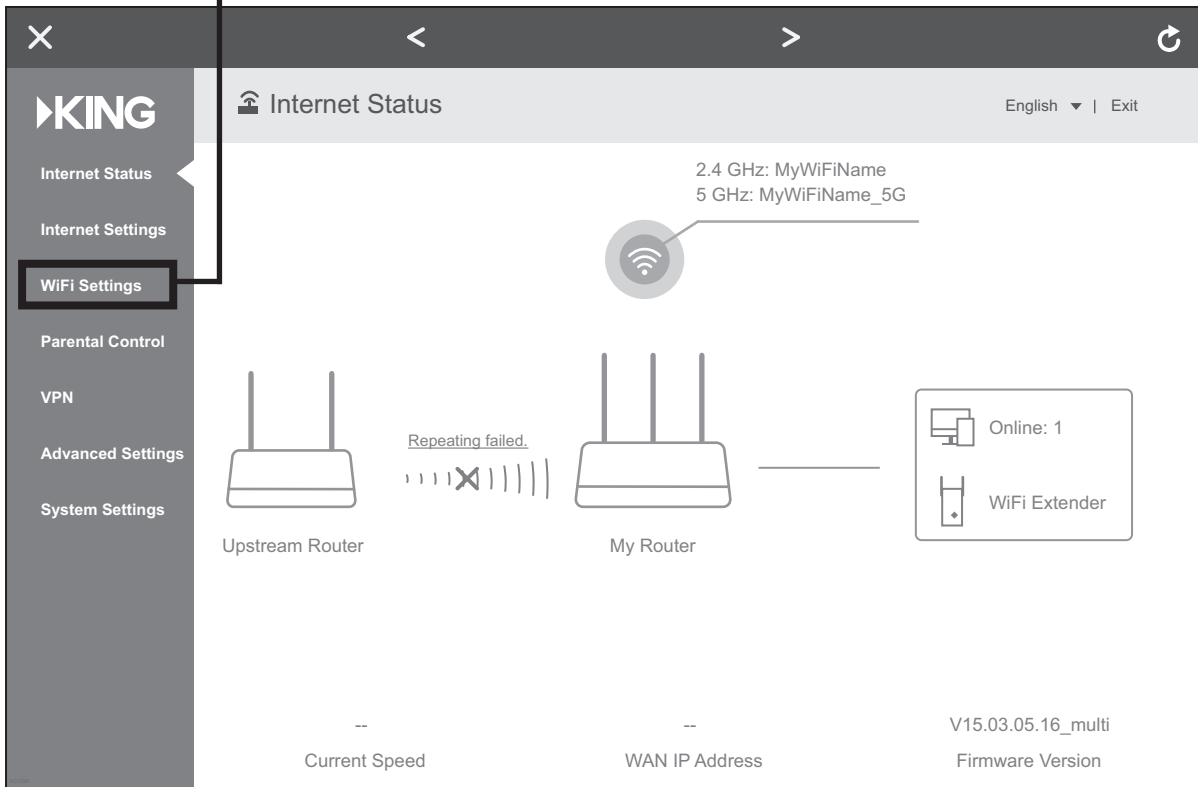 KING
Internet Status
English | Exit
Internet Status
Internet Settings
WiFi Settings
Parental Control
VPN
Advanced Settings
System Settings
2.4 GHz: MyWiFiName
5 GHz: MyWiFiName_5G
Repeating failed.
Upstream Router
My Router
Online: 1
WiFi Extender
--
Current Speed
--
WAN IP Address
V15.03.05.16_multi
Firmware Version